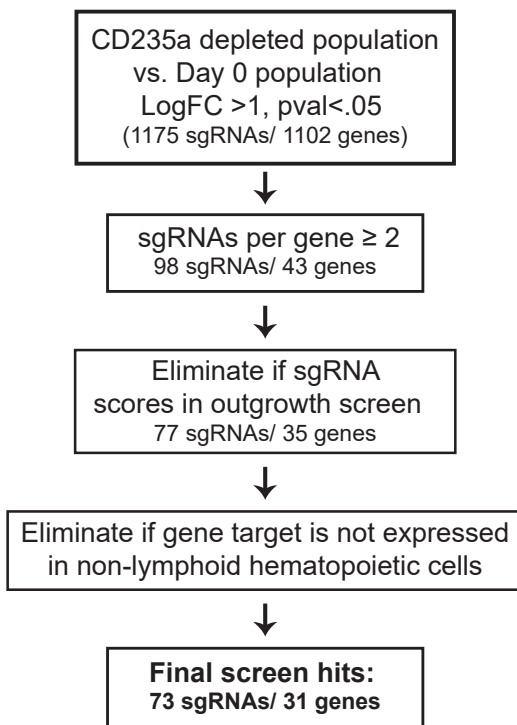 CD235a depleted population
vs. Day 0 population
LogFC >1, pval<.05
(1175 sgRNAs/ 1102 genes)
sgRNAs per gene ≥ 2
98 sgRNAs/ 43 genes
Eliminate if sgRNA
scores in outgrowth screen
77 sgRNAs/ 35 genes
Eliminate if gene target is not expressed
in non-lymphoid hematopoietic cells
Final screen hits:
73 sgRNAs/ 31 genes